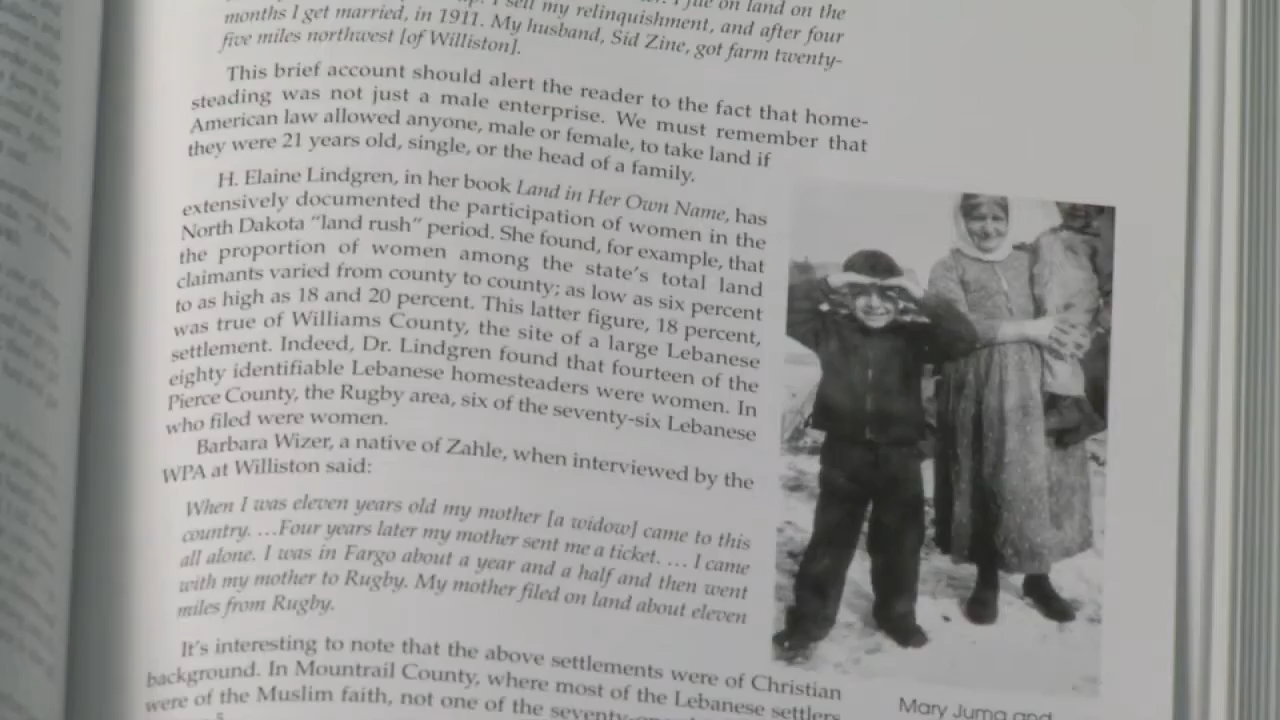 I sell my relinquishment, and after four
months I get married, in 1911. My husband, Sid Zine, got farm twenty-
five miles northwest [of Williston].
This brief account should alert the reader to the fact that home-
steading was not just a male enterprise. We must remember that
American law allowed anyone, male or female, to take land if
they were 21 years old, single, or the head of a family.
H. Elaine Lindgren, in her book Land in Her Own Name, has
extensively documented the participation of women in the
North Dakota “land rush” period. She found, for example, that
the proportion of women among the state’s total land
claimants varied from county to county; as low as six percent
to as high as 18 and 20 percent. This latter figure, 18 percent,
was true of Williams County, the site of a large Lebanese
settlement. Indeed, Dr. Lindgren found that fourteen of the
eighty identifiable Lebanese homesteaders were women. In
Pierce County, the Rugby area, six of the seventy-six Lebanese
who filed were women.
Barbara Wizer, a native of Zahle, when interviewed by the
WPA at Williston said:
When I was eleven years old my mother [a widow] came to this
country. …Four years later my mother sent me a ticket. … I came
all alone. I was in Fargo about a year and a half and then went
with my mother to Rugby. My mother filed on land about eleven
miles from Rugby.
It’s interesting to note that the above settlements were of Christian
background. In Mountrail County, where most of the Lebanese settlers
were of the Muslim faith, not one of the
Mary Juma and